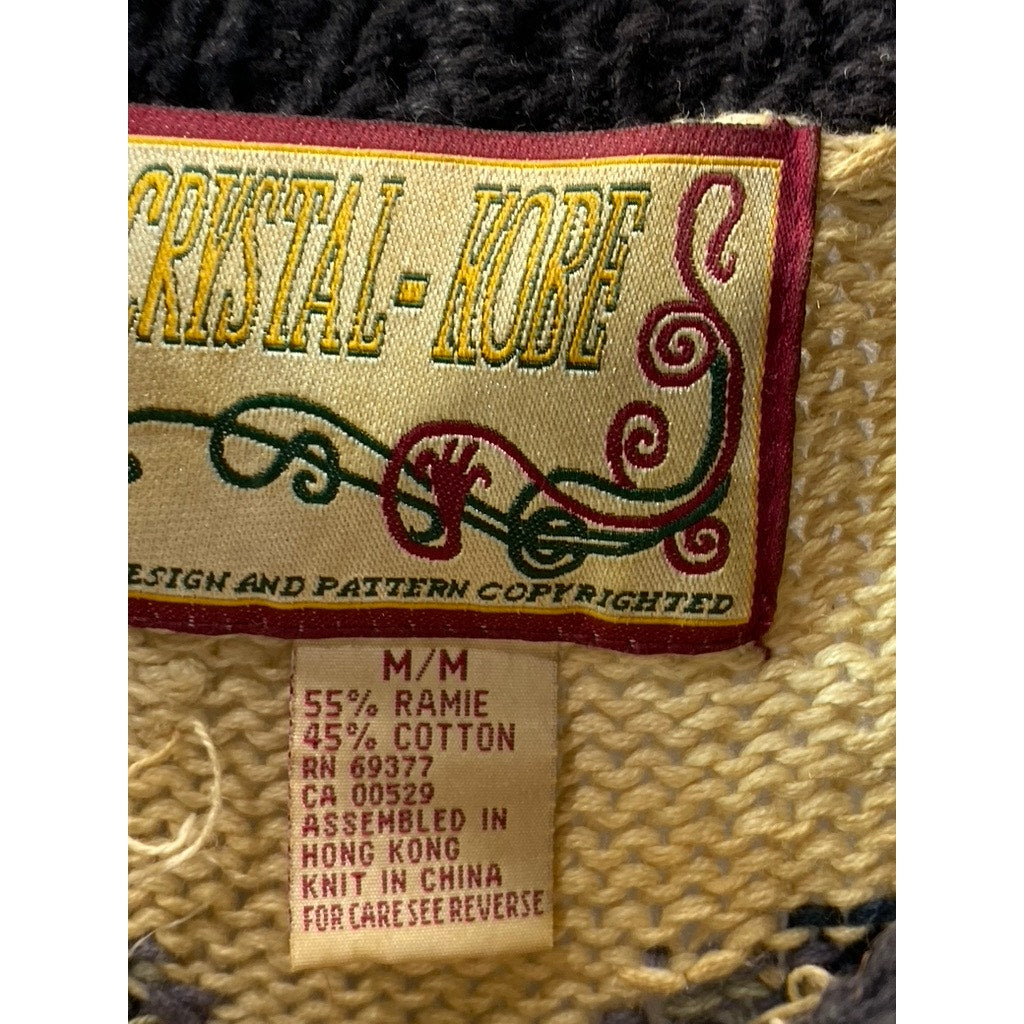 CRYSTAL-KOBE
ESIGN AND PATTERN COPYRIGHTED
M/M
55% RAMIE
45% COTTON
RN 69377
CA 00529
ASSEMBLED IN
HONG KONG
KNIT IN CHINA
FOR CARE SEE REVERSE